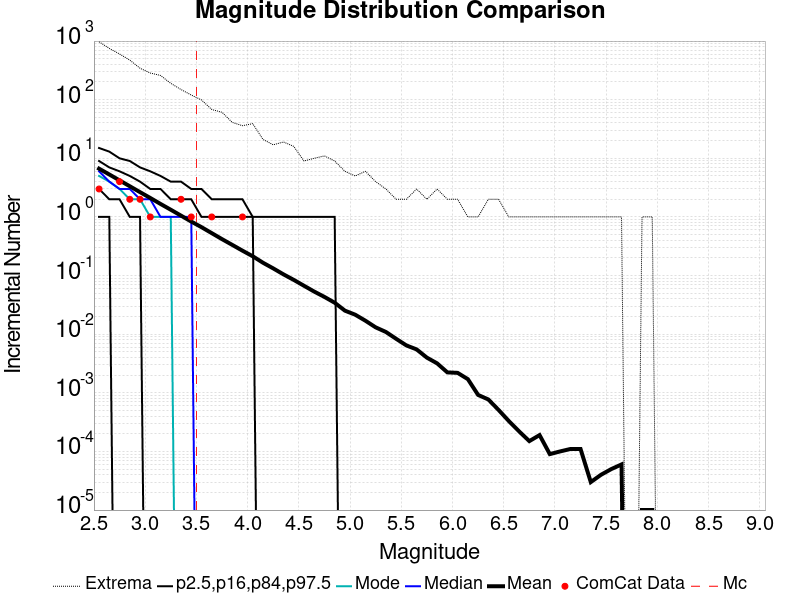 Magnitude Distribution Comparison
10^3
10^2
10^1
10^0
10^-1
10^-2
10^-3
10^-4
10^-5
Incremental Number
2.5 3.0 3.5 4.0 4.5 5.0 5.5 6.0 6.5 7.0 7.5 8.0 8.5 9.0
Magnitude
Extrema p2.5,p16,p84,p97.5 Mode Median Mean ComCat Data Mc